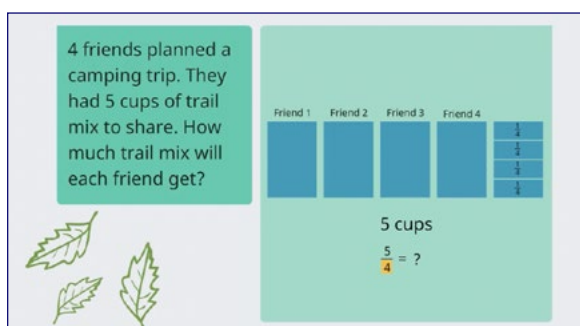 4 friends planned a
camping trip. They
had 5 cups of trail
mix to share. How
much trail mix will
each friend get?
Friend 1 Friend 2 Friend 3 Friend 4
1/4
1/4
1/4
1/4
5 cups
5/4 = ?